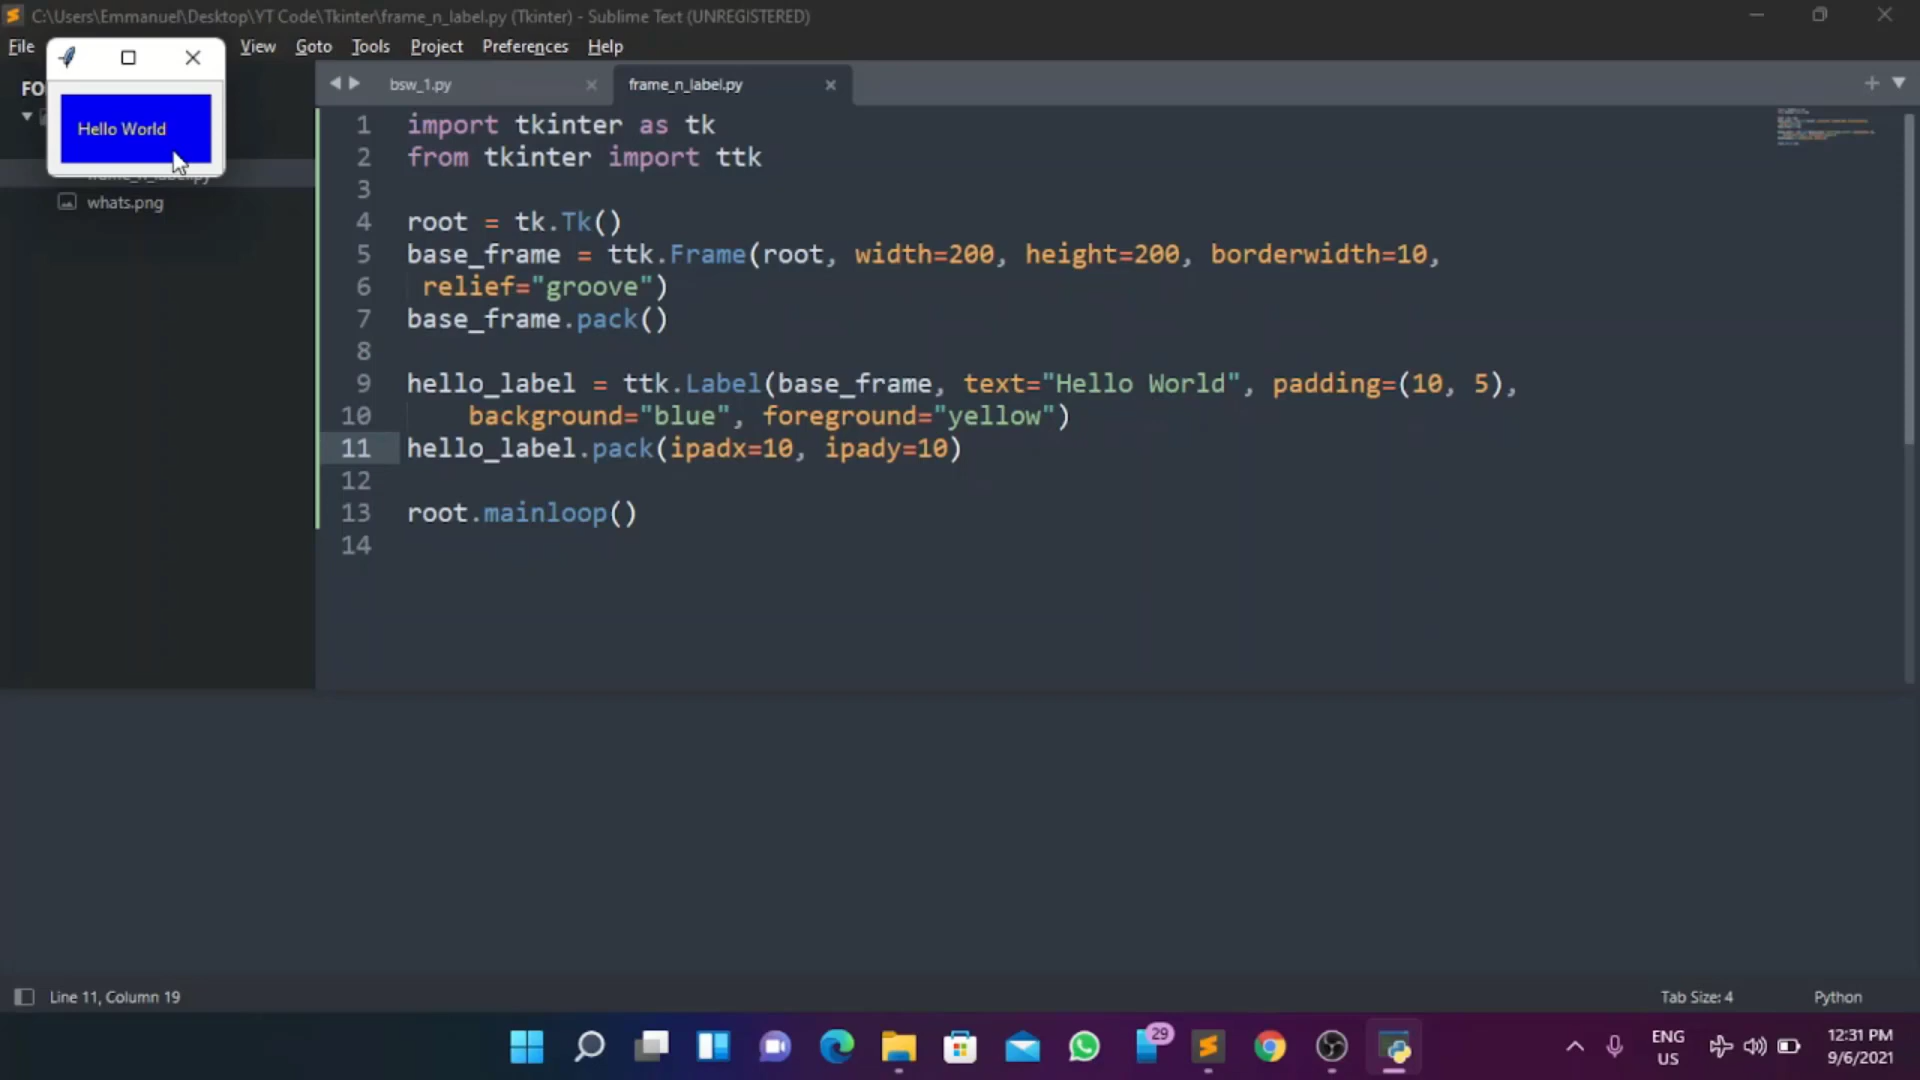 C:\Users\Emmanuel\Desktop\YT Code\Tkinter\frame_n_label.py (Tkinter) - Sublime Text (UNREGISTERED)
File View Goto Tools Project Preferences Help
FO
Hello World
frame_n_label.py
whats.png
bsw_1.py frame_n_label.py
1 import tkinter as tk
2 from tkinter import ttk
3
4 root = tk.Tk()
5 base_frame = ttk.Frame(root, width=200, height=200, borderwidth=10,
6 relief="groove")
7 base_frame.pack()
8
9 hello_label = ttk.Label(base_frame, text="Hello World", padding=(10, 5),
10 background="blue", foreground="yellow")
11 hello_label.pack(ipadx=10, ipady=10)
12
13 root.mainloop()
14
Line 11, Column 19 Tab Size: 4 Python
29
ENG
US
12:31 PM
9/6/2021